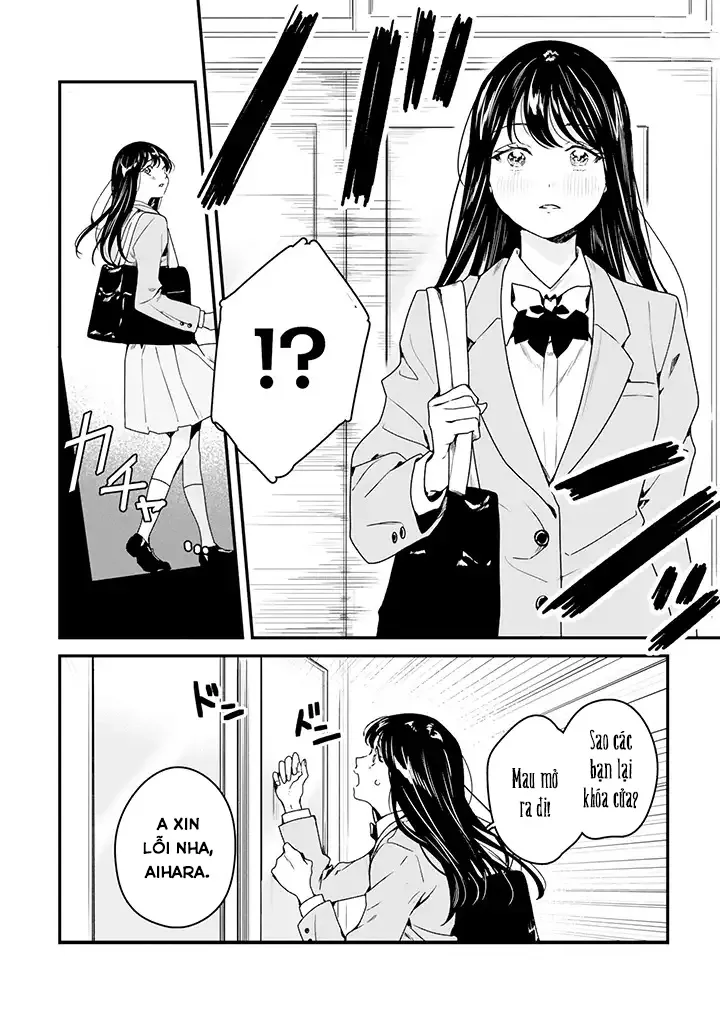 ガチャ
!?
Sao các
bạn lại
khóa cửa?
Mau mở
ra đi!
ドン
ドン
A XIN
LỖI NHA,
AIHARA.